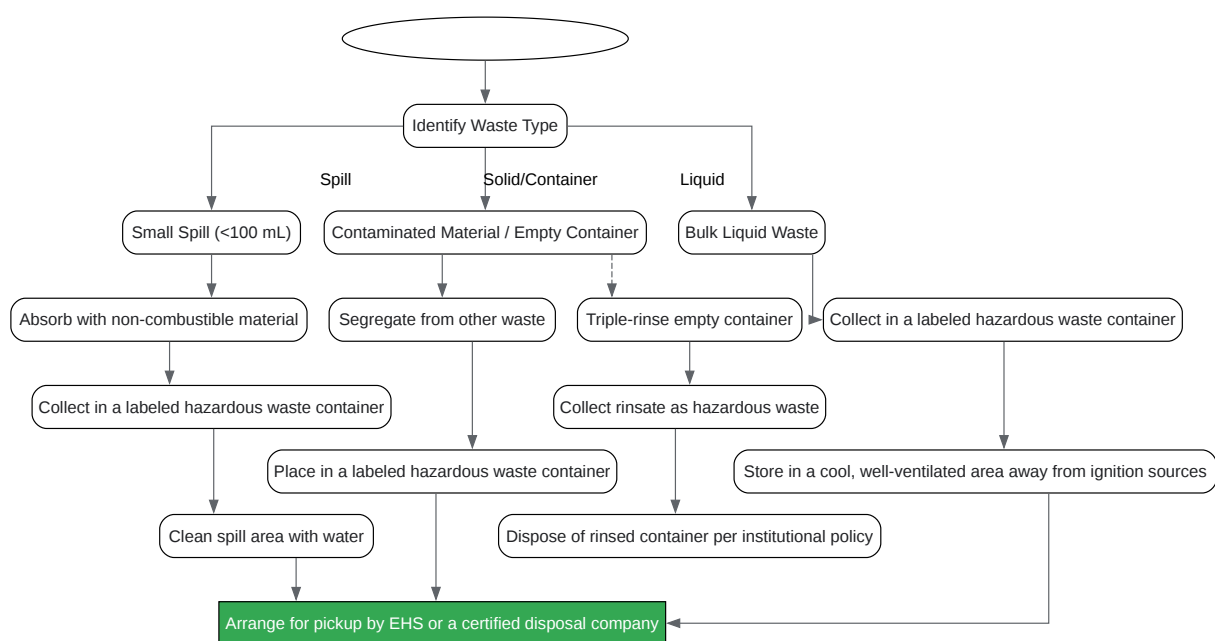 Identify Waste Type
Spill
Solid/Container
Liquid
Small Spill (<100 mL)
Contaminated Material / Empty Container
Bulk Liquid Waste
Absorb with non-combustible material
Segregate from other waste
Triple-rinse empty container
Collect in a labeled hazardous waste container
Collect in a labeled hazardous waste container
Collect rinsate as hazardous waste
Place in a labeled hazardous waste container
Store in a cool, well-ventilated area away from ignition sources
Clean spill area with water
Dispose of rinsed container per institutional policy
Arrange for pickup by EHS or a certified disposal company